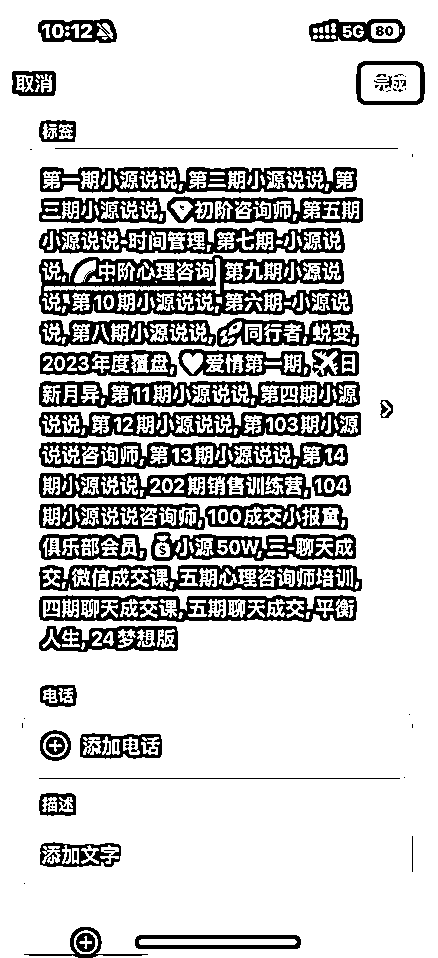 10:12 5G 80
取消 完成
标签
第一期小源说说, 第二期小源说说, 第
三期小源说说, 💎初阶咨询师, 第五期
小源说说-时间管理, 第七期-小源说
说, 🌈中阶心理咨询 第九期小源说
说, 第10期小源说说, 第六期-小源说
说, 第八期小源说说, 🚀同行者, 蜕变,
2023年度覆盘, ❤️爱情第一期, ✈️日
新月异, 第11期小源说说, 第四期小源
说说, 第12期小源说说, 第103期小源
说说咨询师, 第13期小源说说, 第14
期小源说说, 202期销售训练营, 104
期小源说说咨询师, 100成交小报童,
俱乐部会员, 💰小源50W, 三-聊天成
交, 微信成交课, 五期心理咨询师培训,
四期聊天成交课, 五期聊天成交, 平衡
人生, 24梦想版
电话
添加电话
描述
添加文字